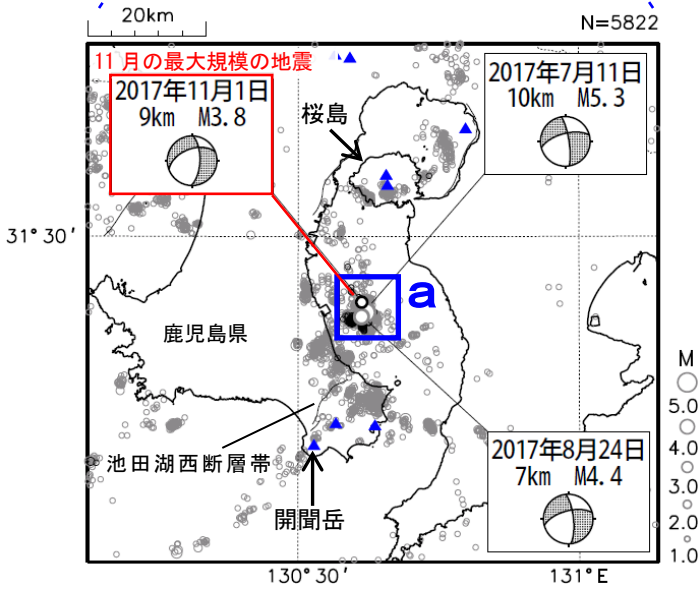 20km
N=5822
11月の最大規模の地震
2017年11月1日
9km M3.8
2017年7月11日
10km M5.3
桜島
31°30′
a
鹿児島県
M
5.0
4.0
3.0
2.0
1.0
2017年8月24日
7km M4.4
池田湖西断層帯
開聞岳
130°30′
131°E